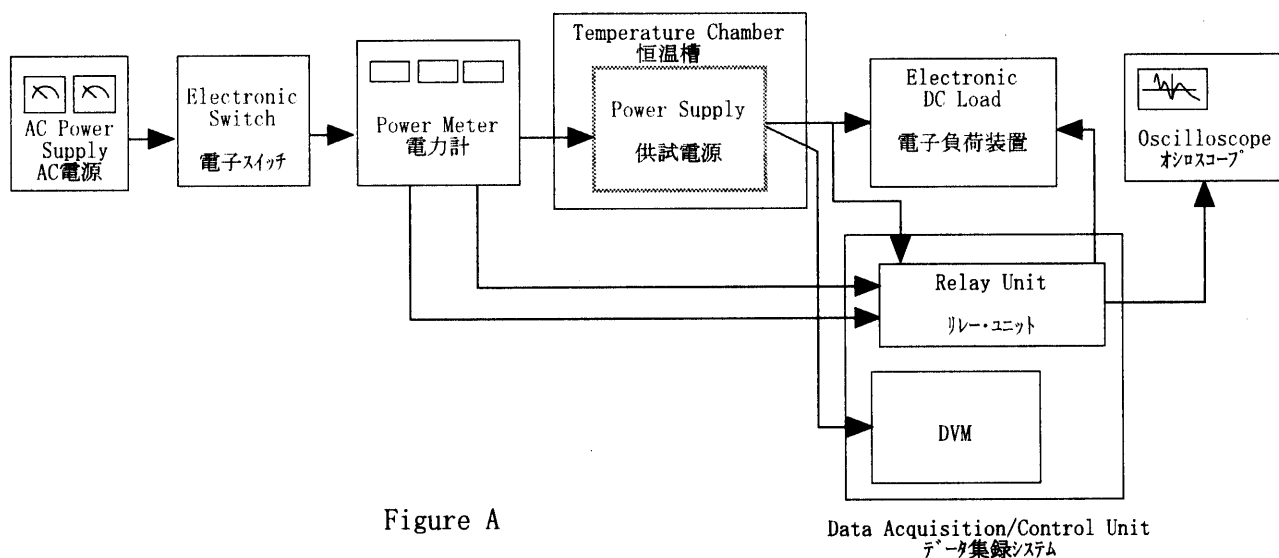 AC Power
Supply
AC電源
Electronic
Switch
電子スイッチ
Power Meter
電力計
Temperature Chamber
恒温槽
Power Supply
供試電源
Electronic
DC Load
電子負荷装置
Oscilloscope
オシロスコープ
Relay Unit
リレー・ユニット
DVM
Data Acquisition/Control Unit
データ集録システム
Figure A